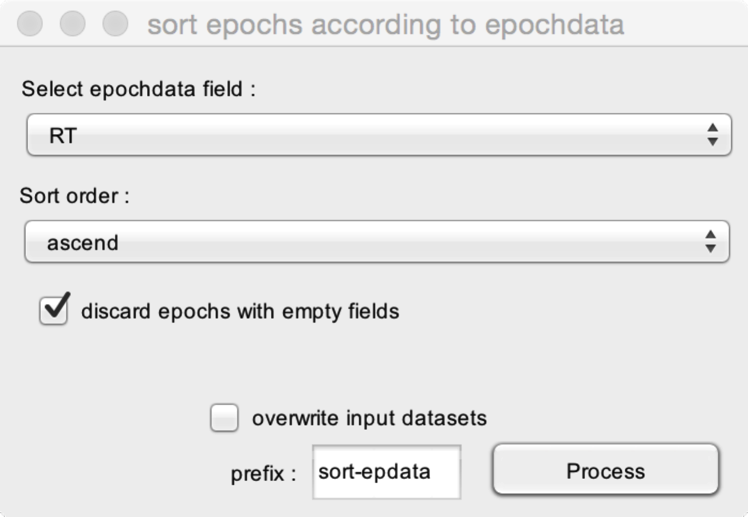 sort epochs according to epochdata
Select epochdata field :
RT
Sort order :
ascend
discard epochs with empty fields
overwrite input datasets
prefix : sort-epdata Process